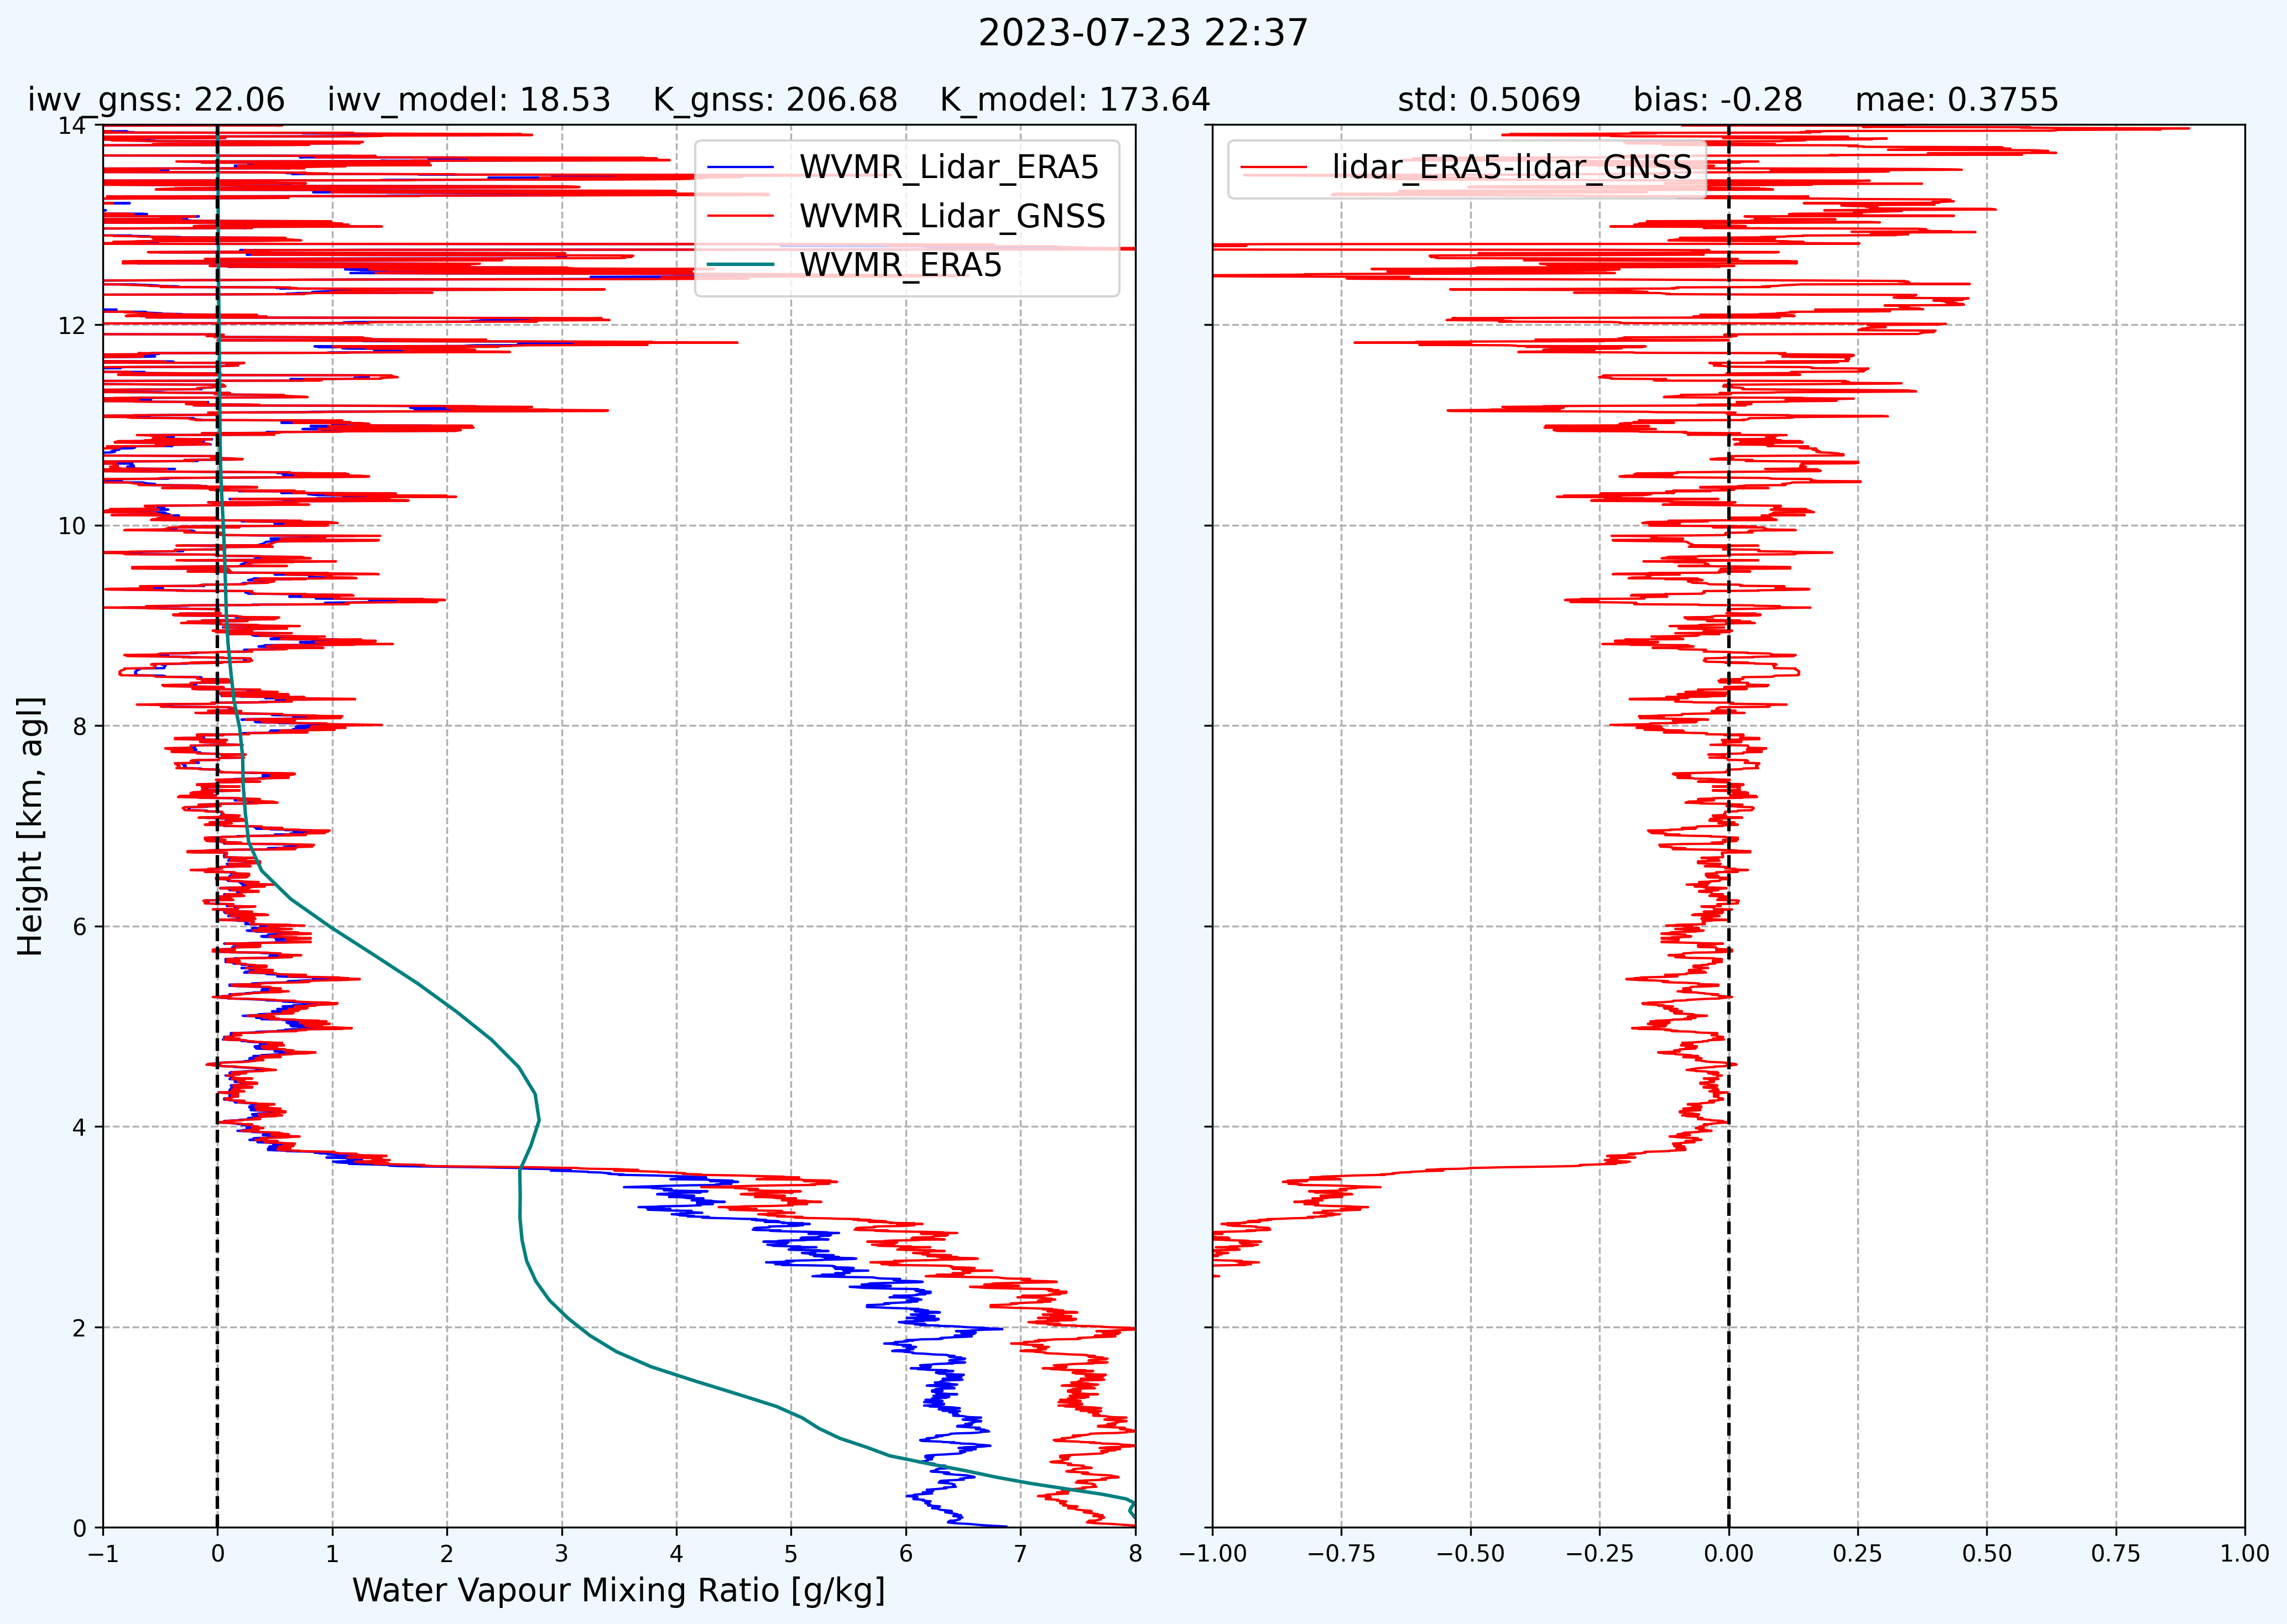 2023-07-23 22:37
iwv_gnss: 22.06 iwv_model: 18.53 K_gnss: 206.68 K_model: 173.64
std: 0.5069 bias: -0.28 mae: 0.3755
WVMR_Lidar_ERA5
WVMR_Lidar_GNSS
WVMR_ERA5
lidar_ERA5-lidar_GNSS
Height [km, agl]
14
12
10
8
6
4
2
0
−1 0 1 2 3 4 5 6 7 8
Water Vapour Mixing Ratio [g/kg]
−1.00 −0.75 −0.50 −0.25 0.00 0.25 0.50 0.75 1.00